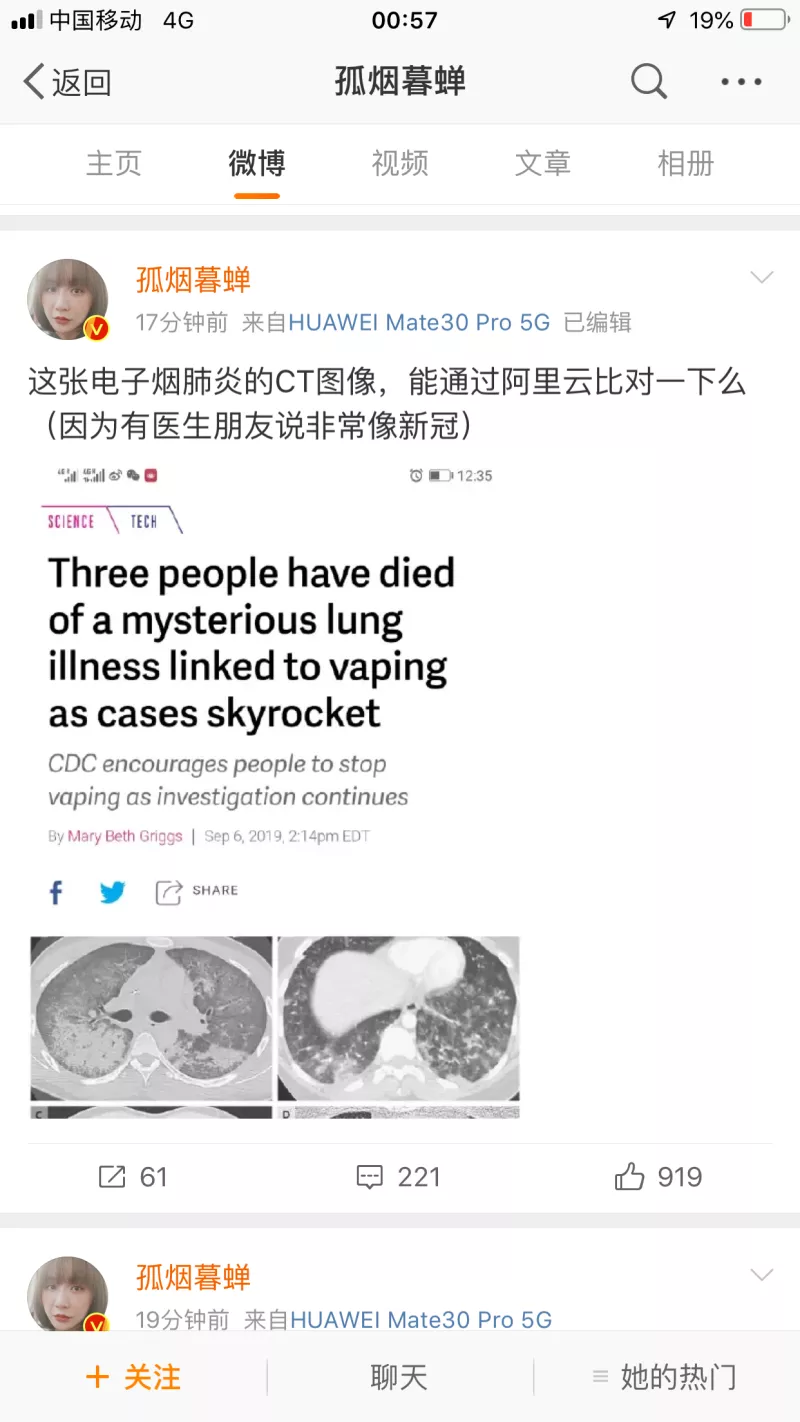 中国移动 4G 00:57 19%
返回 孤烟暮蝉
主页 微博 视频 文章 相册
孤烟暮蝉
17分钟前 来自HUAWEI Mate30 Pro 5G 已编辑
这张电子烟肺炎的CT图像，能通过阿里云比对一下么
（因为有医生朋友说非常像新冠）
12:35
SCIENCE TECH
Three people have died
of a mysterious lung
illness linked to vaping
as cases skyrocket
CDC encourages people to stop
vaping as investigation continues
By Mary Beth Griggs | Sep 6, 2019, 2:14pm EDT
SHARE
C D
61 221 919
孤烟暮蝉
19分钟前 来自HUAWEI Mate30 Pro 5G
+ 关注 聊天 她的热门